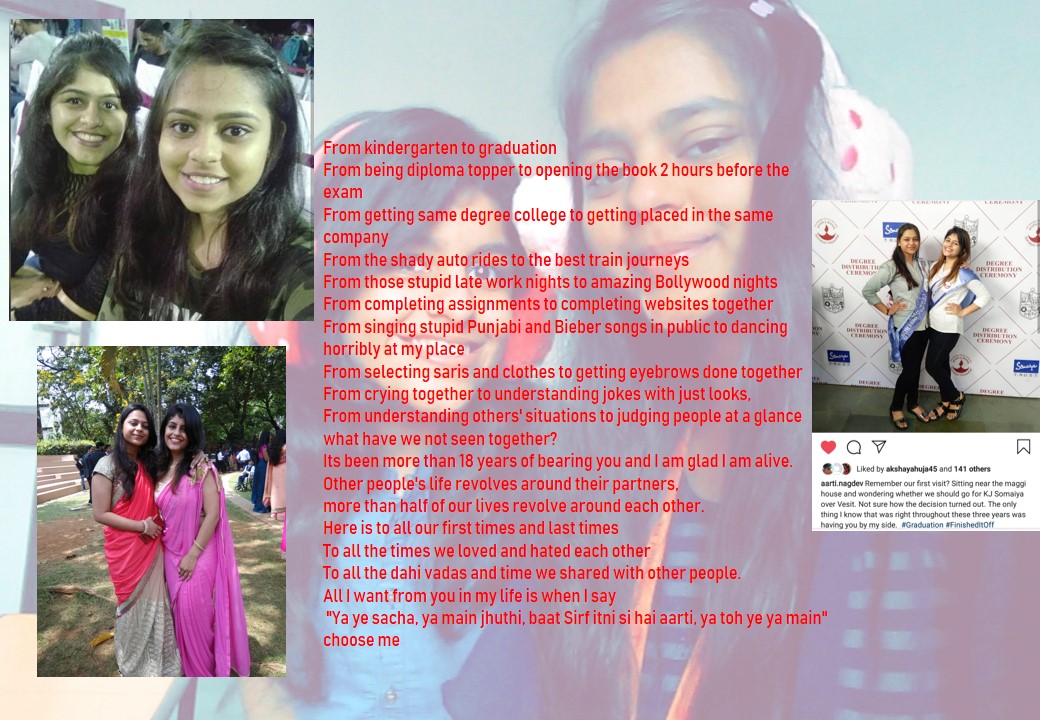 From kindergarten to graduation
From being diploma topper to opening the book 2 hours before the
exam
From getting same degree college to getting placed in the same
company
From the shady auto rides to the best train journeys
From those stupid late work nights to amazing Bollywood nights
From completing assignments to completing websites together
From singing stupid Punjabi and Bieber songs in public to dancing
horribly at my place
From selecting saris and clothes to getting eyebrows done together
From crying together to understanding jokes with just looks,
From understanding others' situations to judging people at a glance
what have we not seen together?
Its been more than 18 years of bearing you and I am glad I am alive.
Other people's life revolves around their partners,
more than half of our lives revolve around each other.
Here is to all our first times and last times
To all the times we loved and hated each other
To all the dahi vadas and time we shared with other people.
All I want from you in my life is when I say
"Ya ye sacha, ya main jhuthi, baat Sirf itni si hai aarti, ya toh ye ya main"
choose me
DEGREE
DISTRIBUTION
CEREMONY
Liked by akshayahuja45 and 141 others
aarti.nagdev Remember our first visit? Sitting near the maggi
house and wondering whether we should go for KJ Somaiya
over Vesit. Not sure how the decision turned out. The only
thing I know that was right throughout these three years was
having you by my side. #Graduation #FinishedItOff